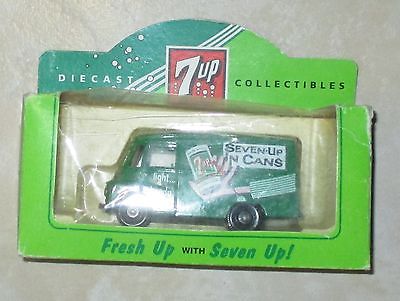 7up
DIECAST COLLECTIBLES
SEVEN-UP
IN CANS
light
Fresh Up WITH Seven Up!